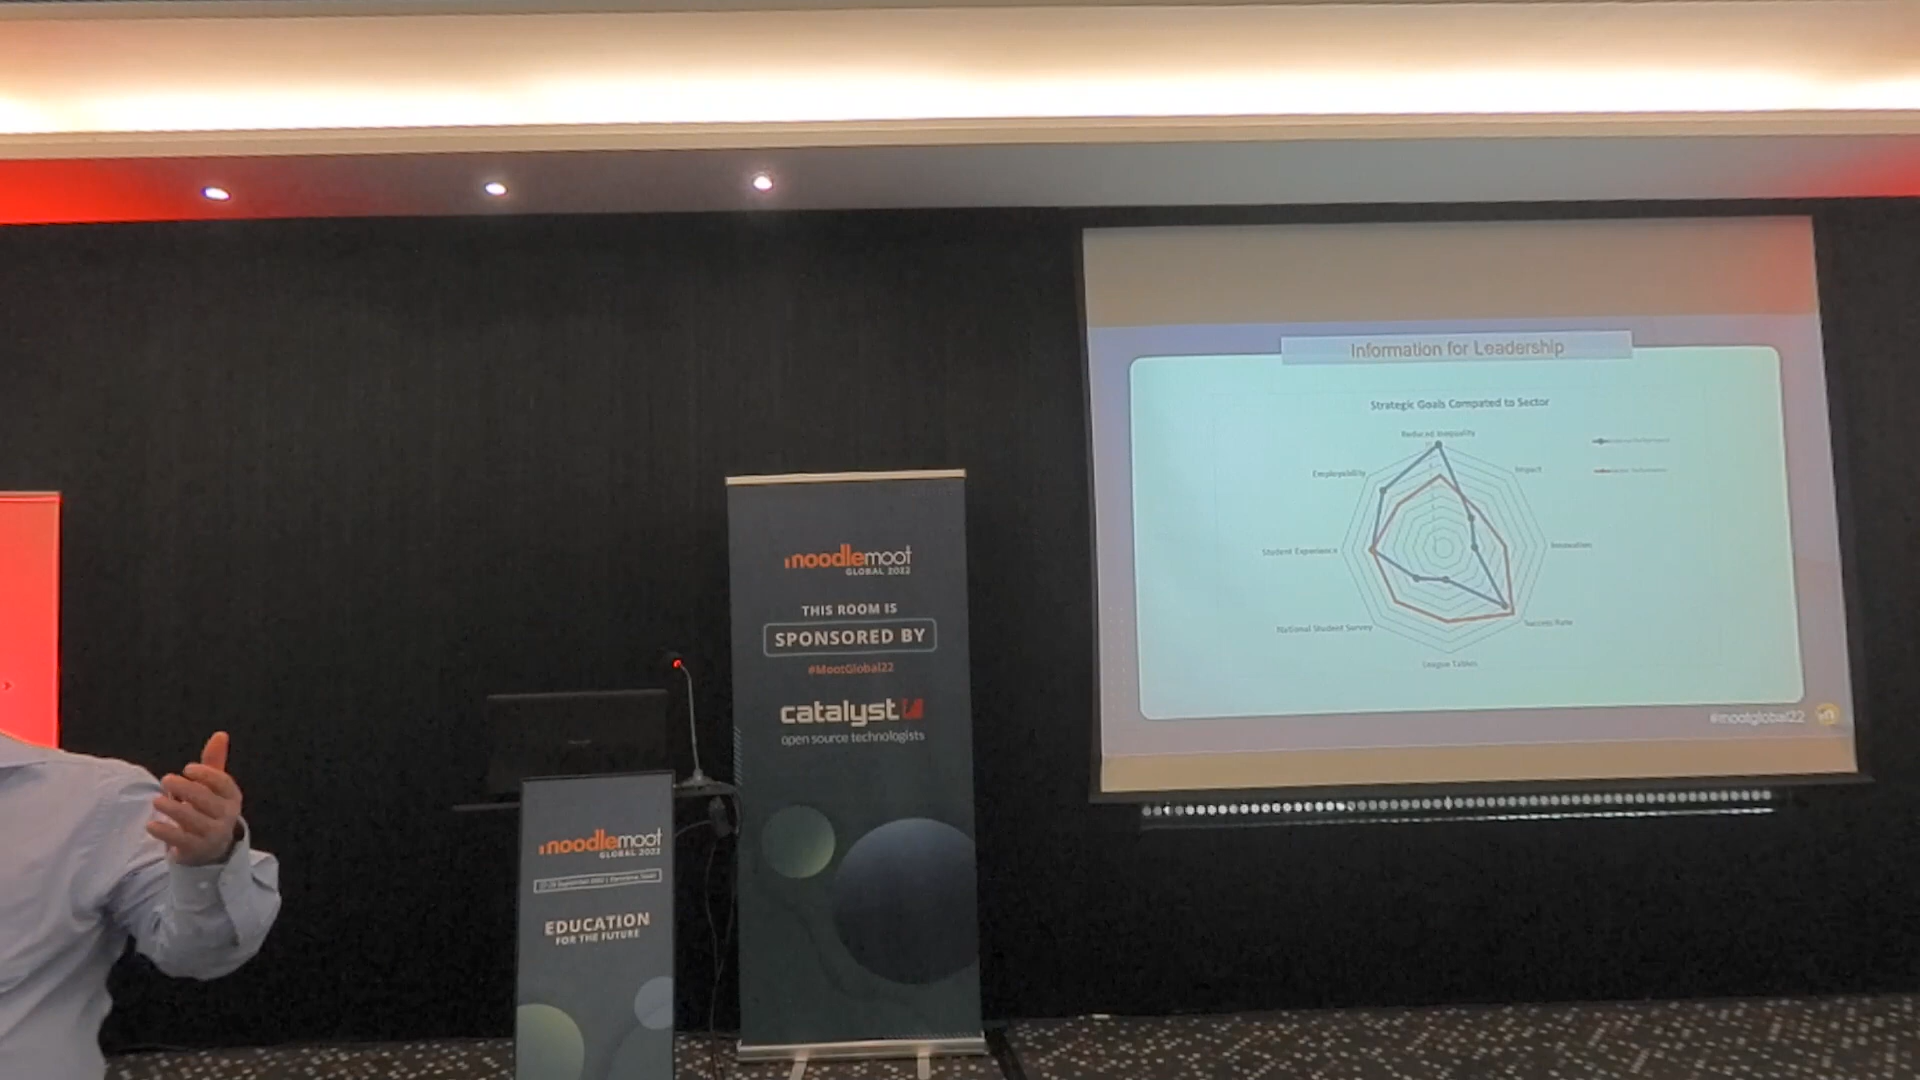 moodlemoot
GLOBAL 2022
THIS ROOM IS
SPONSORED BY
#MootGlobal22
catalyst
open source technologists
moodlemoot
GLOBAL 2022
EDUCATION
FOR THE FUTURE
Information for Leadership
Strategic Goals Compated to Sector
Reduced Inequality
Employability
Impact
Student Experience
Innovation
National Student Survey
Success Rate
League Tables
#mootglobal22